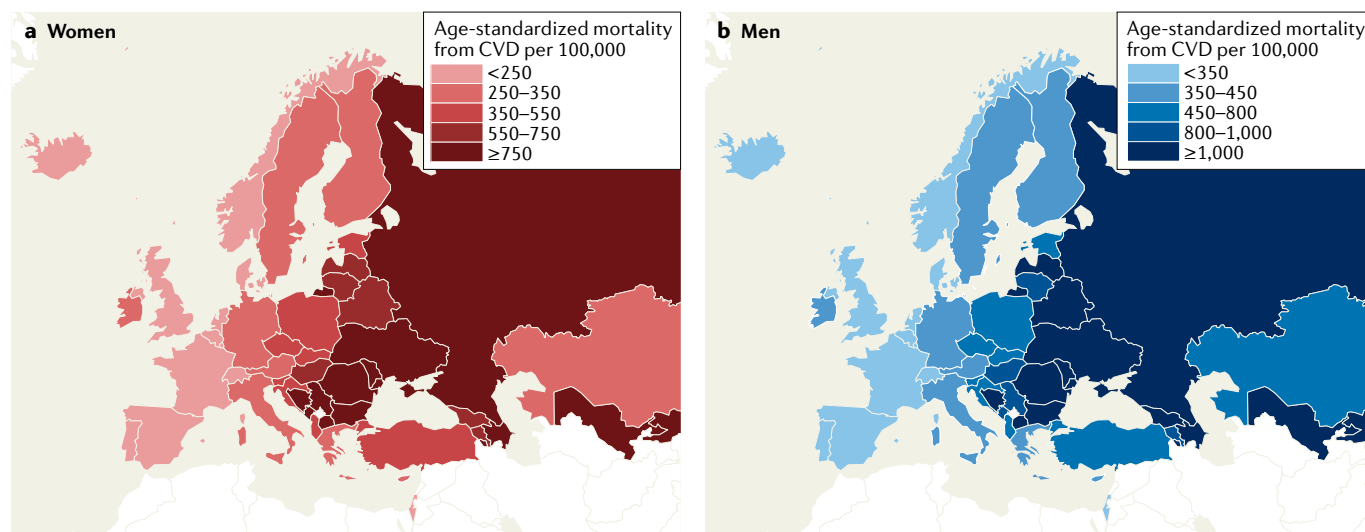 a Women
Age-standardized mortality
from CVD per 100,000
<250
250–350
350–550
550–750
≥750
b Men
Age-standardized mortality
from CVD per 100,000
<350
350–450
450–800
800–1,000
≥1,000